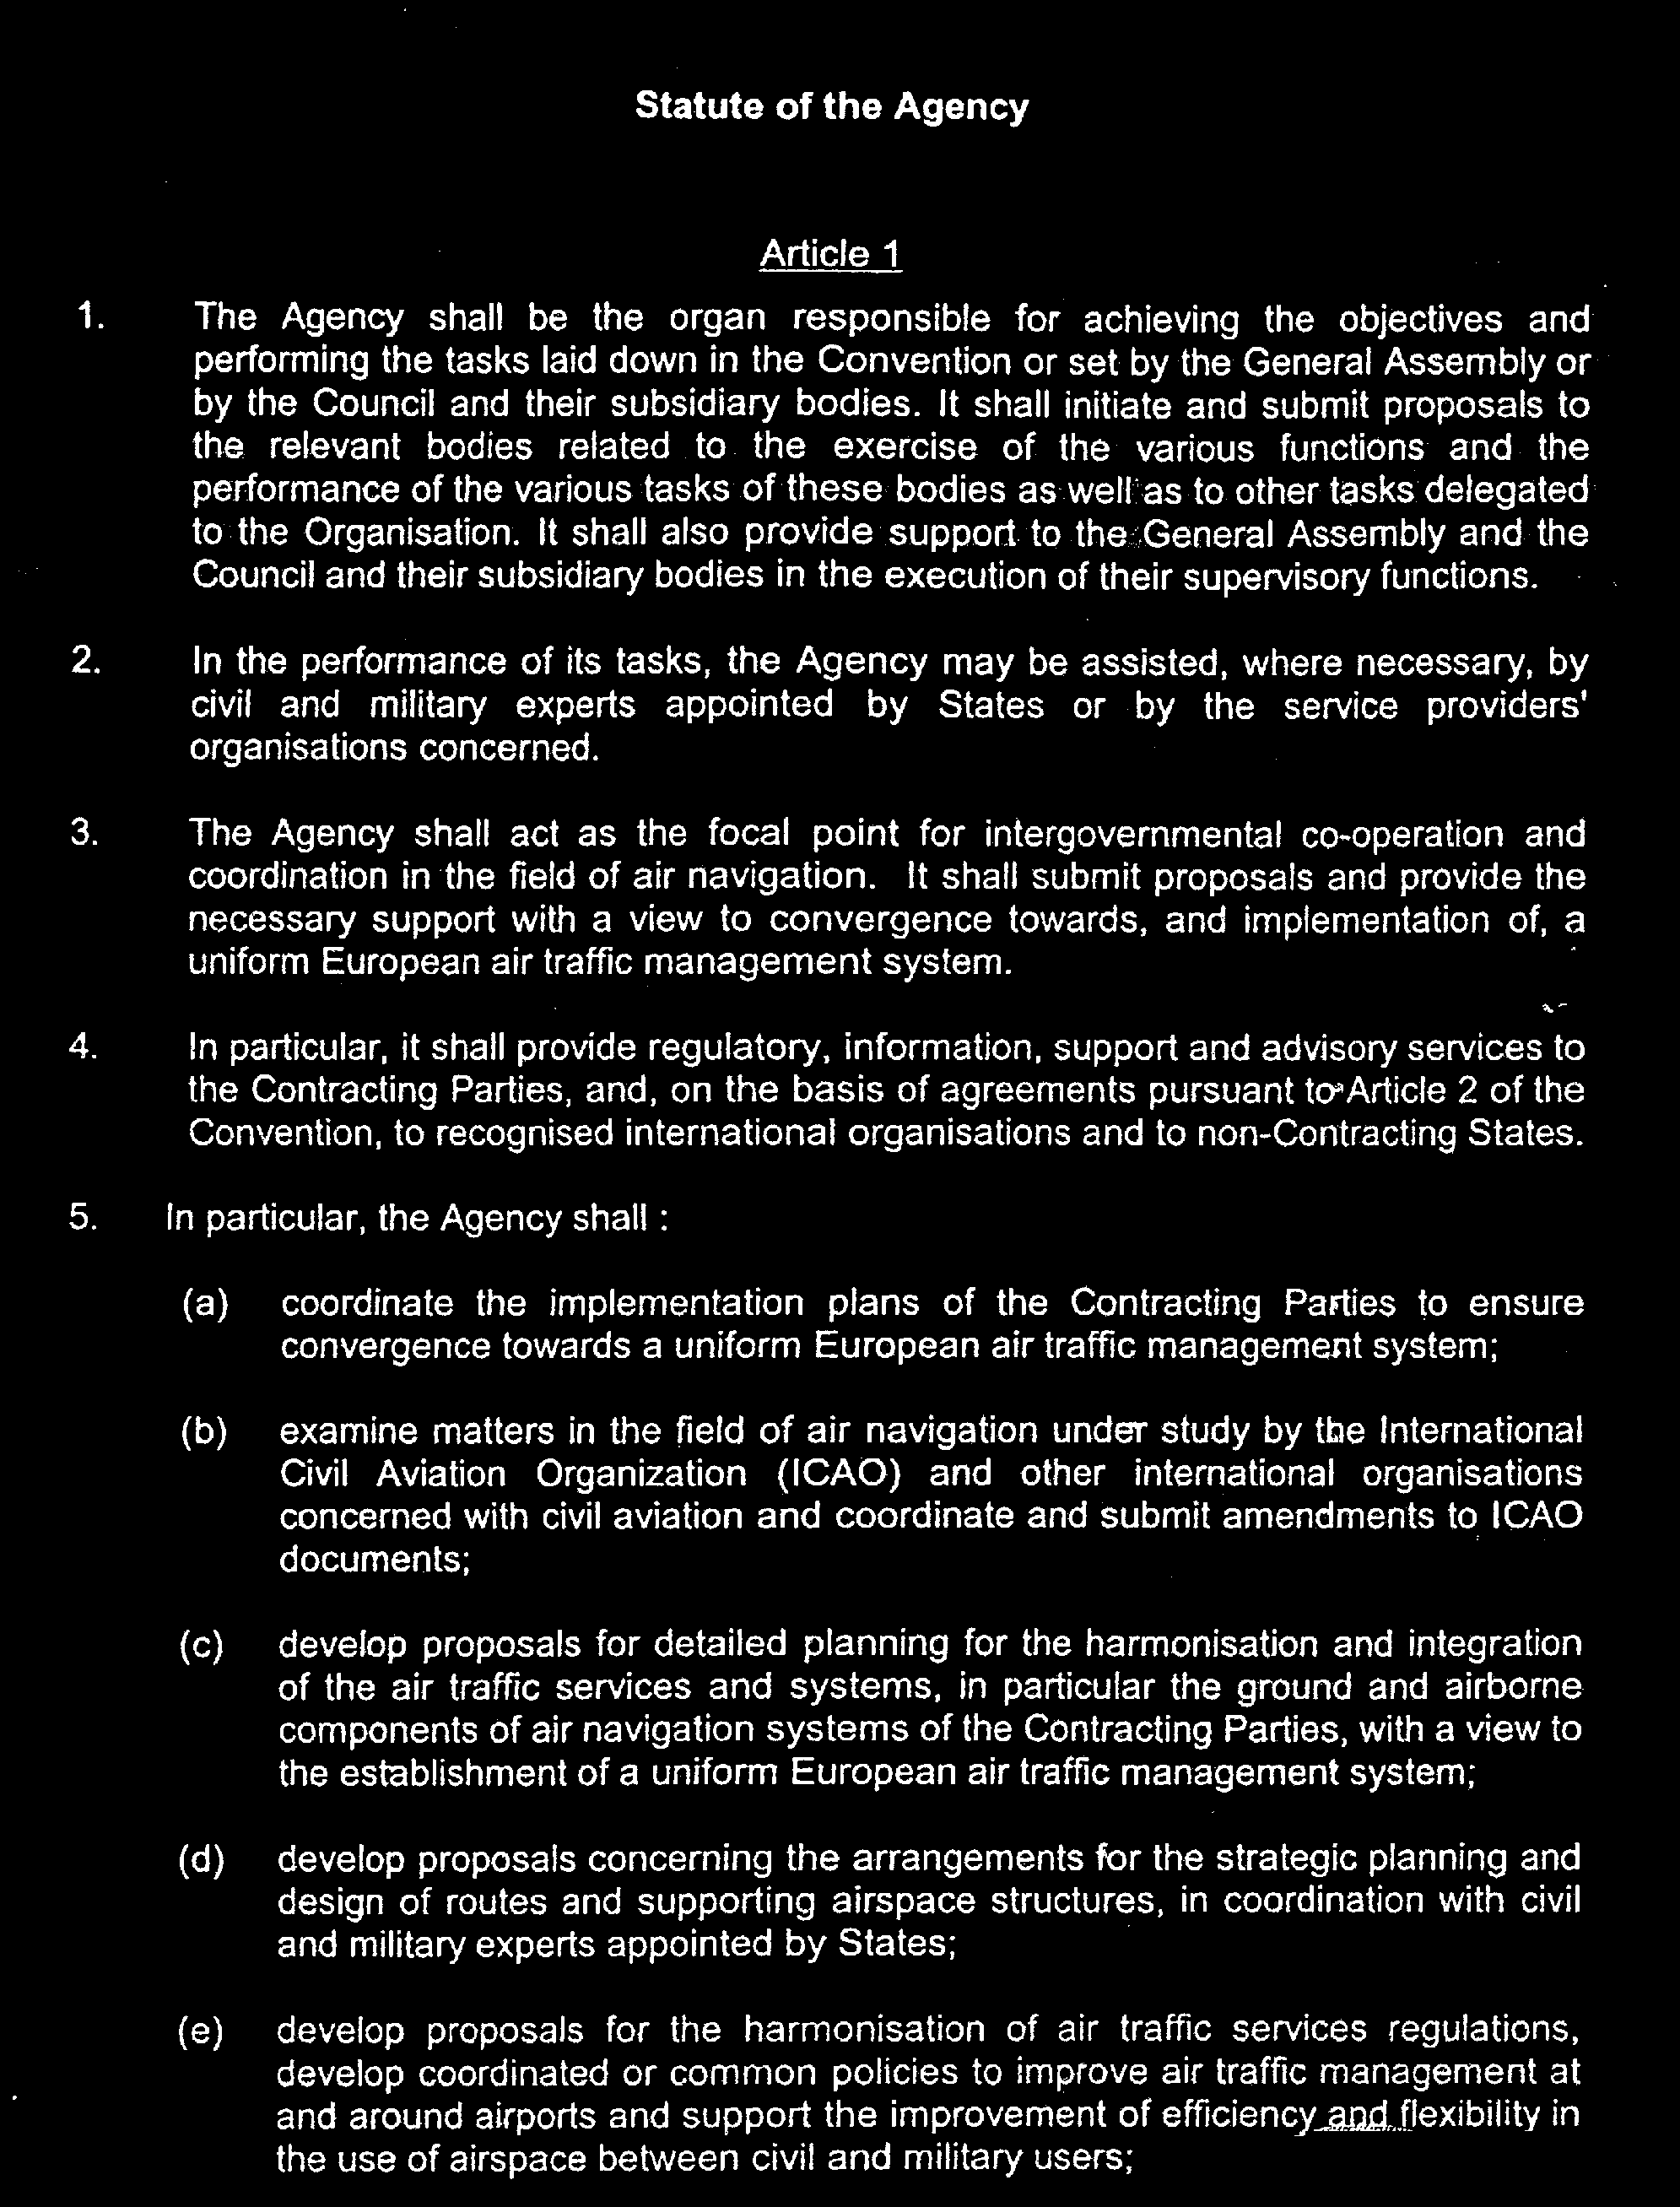 Statute of the Agency
Article 1
1. The Agency shall be the organ responsible for achieving the objectives and
performing the tasks laid down in the Convention or set by the General Assembly or
by the Council and their subsidiary bodies. It shall initiate and submit proposals to
the relevant bodies related to the exercise of the various functions and the
performance of the various tasks of these bodies as well as to other tasks delegated
to the Organisation. It shall also provide support to the General Assembly and the
Council and their subsidiary bodies in the execution of their supervisory functions.
2. In the performance of its tasks, the Agency may be assisted, where necessary, by
civil and military experts appointed by States or by the service providers'
organisations concerned.
3. The Agency shall act as the focal point for intergovernmental co-operation and
coordination in the field of air navigation. It shall submit proposals and provide the
necessary support with a view to convergence towards, and implementation of, a
uniform European air traffic management system.
4. In particular, it shall provide regulatory, information, support and advisory services to
the Contracting Parties, and, on the basis of agreements pursuant to Article 2 of the
Convention, to recognised international organisations and to non-Contracting States.
5. In particular, the Agency shall :
(a) coordinate the implementation plans of the Contracting Parties to ensure
convergence towards a uniform European air traffic management system;
(b) examine matters in the field of air navigation under study by the International
Civil Aviation Organization (ICAO) and other international organisations
concerned with civil aviation and coordinate and submit amendments to ICAO
documents;
(c) develop proposals for detailed planning for the harmonisation and integration
of the air traffic services and systems, in particular the ground and airborne
components of air navigation systems of the Contracting Parties, with a view to
the establishment of a uniform European air traffic management system;
(d) develop proposals concerning the arrangements for the strategic planning and
design of routes and supporting airspace structures, in coordination with civil
and military experts appointed by States;
(e) develop proposals for the harmonisation of air traffic services regulations,
develop coordinated or common policies to improve air traffic management at
and around airports and support the improvement of efficiency and flexibility in
the use of airspace between civil and military users;